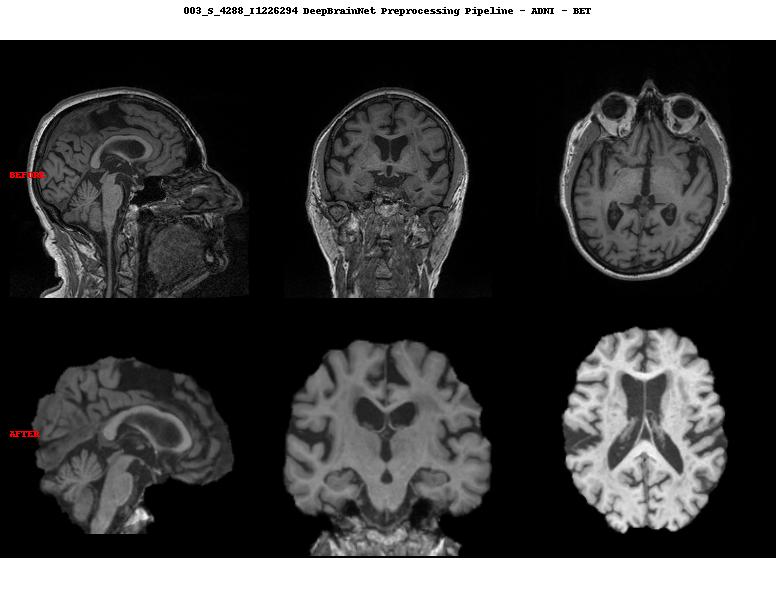 003_S_4288_I1226294 DeepBrainNet Preprocessing Pipeline - ADNI - BET
BEFORE
AFTER